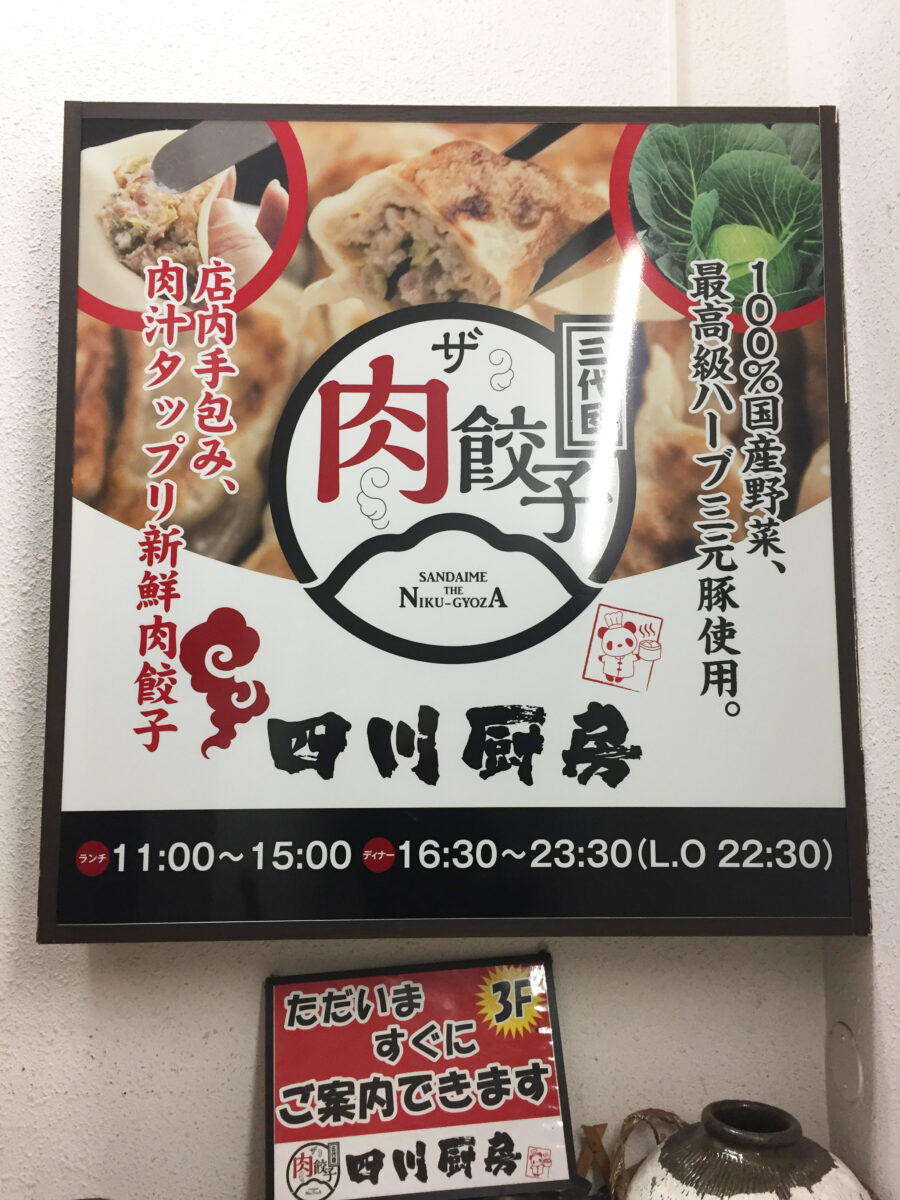 100%国産野菜、
最高級ハーブ三元豚使用。
店内手包み、
肉汁タップリ新鮮肉餃子
三代目
ザ
肉餃子
SANDAIME
THE
NIKU-GYOZA
四川厨房
ランチ 11:00～15:00 ディナー 16:30～23:30(L.O 22:30)
ただいま
3F
すぐに
ご案内できます
ザ
肉餃子
三代目
四川厨房